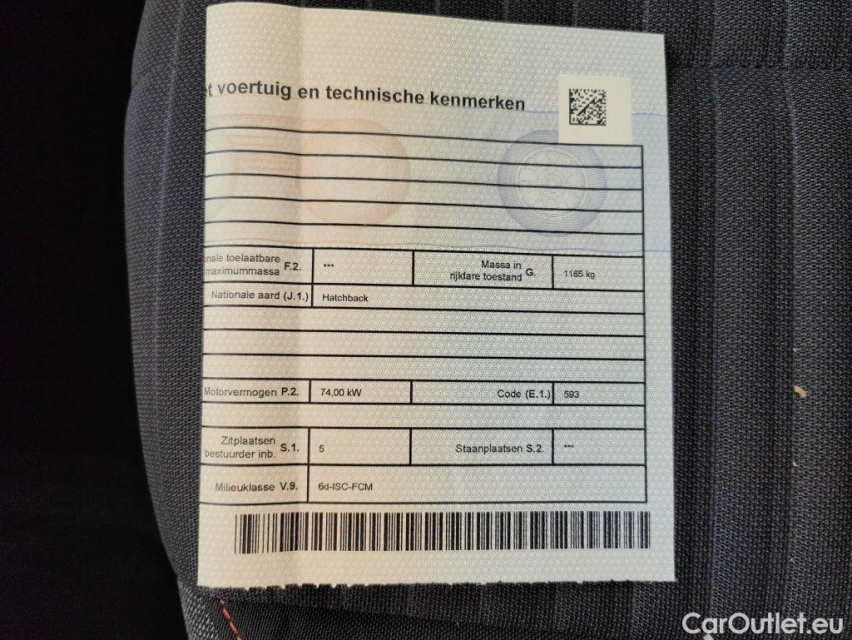 et voertuig en technische kenmerken
toelaatbare maximummassa F.2. *** Massa in rijklare toestand G. 1165 kg
Nationale aard (J.1.) Hatchback
Motorvermogen P.2. 74,00 kW Code (E.1.) 593
Zitplaatsen bestuurder inb. S.1. 5 Staanplaatsen S.2. ***
Milieuklasse V.9. 6d-ISC-FCM
CarOutlet.eu